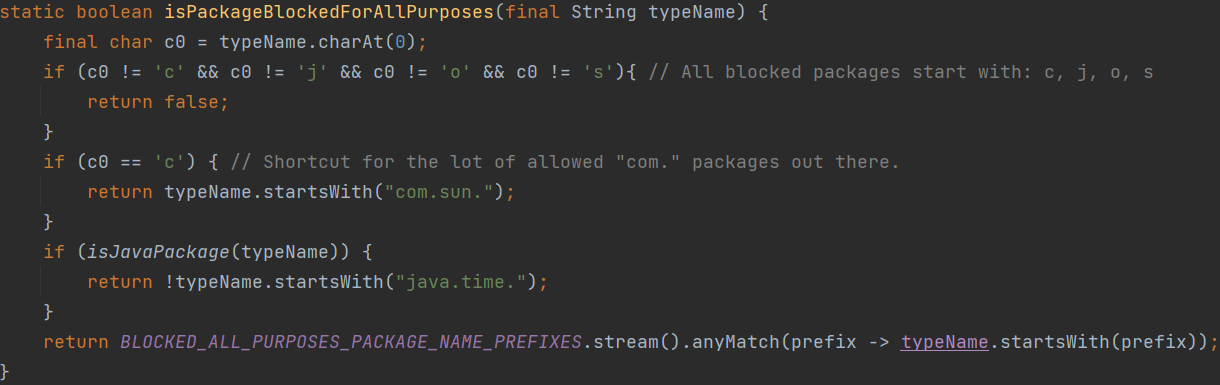 static boolean isPackageBlockedForAllPurposes(final String typeName) {
    final char c0 = typeName.charAt(0);
    if (c0 != 'c' && c0 != 'j' && c0 != 'o' && c0 != 's'){ // All blocked packages start with: c, j, o, s
        return false;
    }
    if (c0 == 'c') { // Shortcut for the lot of allowed "com." packages out there.
        return typeName.startsWith("com.sun.");
    }
    if (isJavaPackage(typeName)) {
        return !typeName.startsWith("java.time.");
    }
    return BLOCKED_ALL_PURPOSES_PACKAGE_NAME_PREFIXES.stream().anyMatch(prefix -> typeName.startsWith(prefix));
}